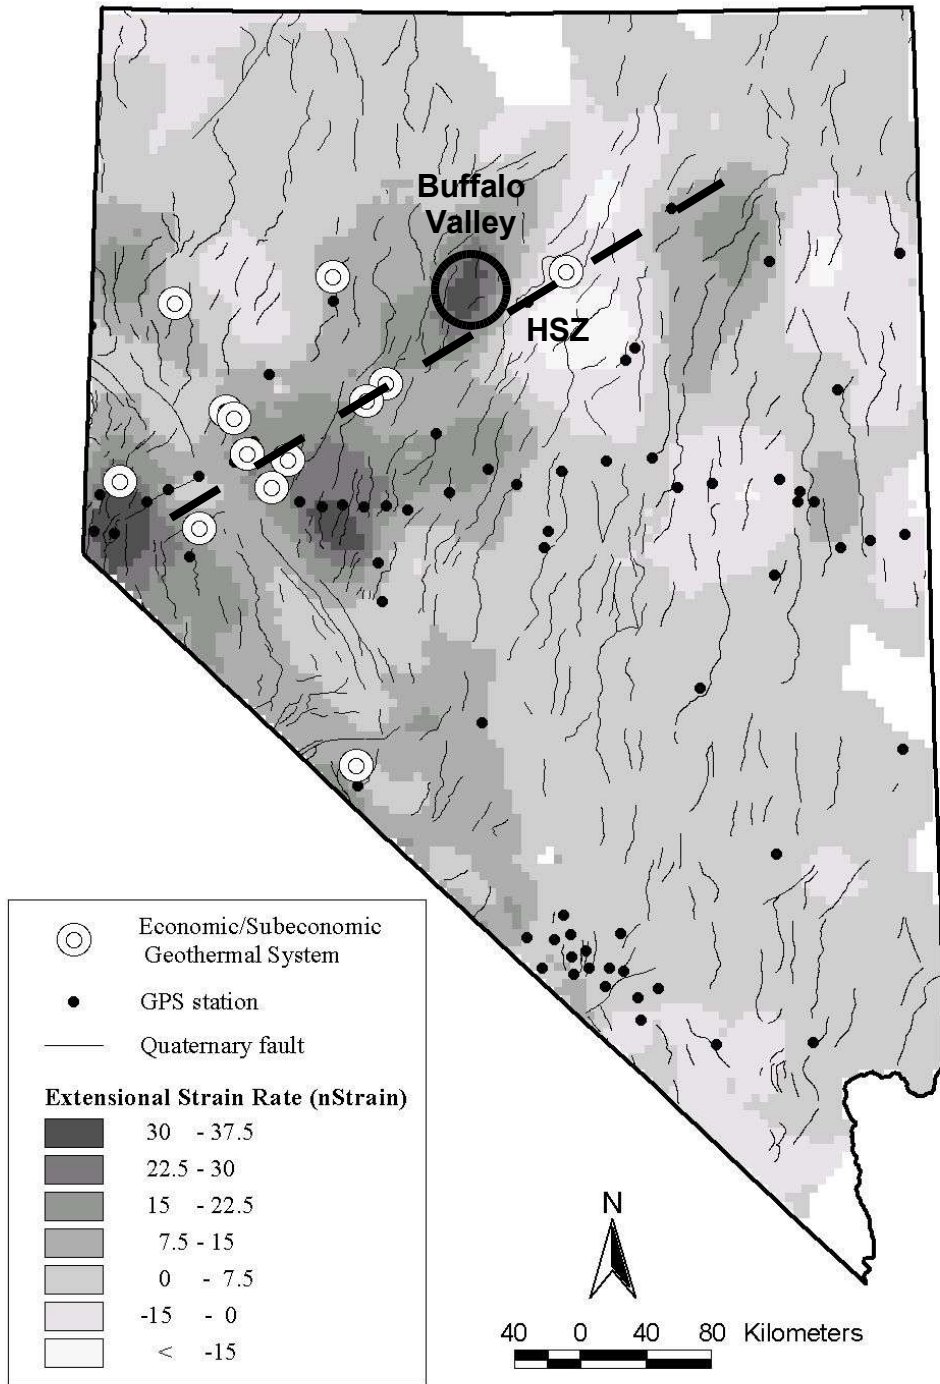 Buffalo
Valley
HSZ
Economic/Subeconomic
Geothermal System
GPS station
Quaternary fault
Extensional Strain Rate (nStrain)
30 - 37.5
22.5 - 30
15 - 22.5
7.5 - 15
0 - 7.5
-15 - 0
< -15
N
40 0 40 80 Kilometers